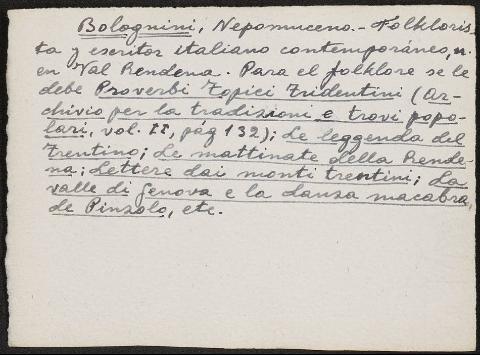 Bolognini, Nepomuceno.- Folkloris-
ta y escritor italiano contemporáneo, n.
en Val Rendena. Para el folklore se le
debe Proverbi Topici Tridentini (Ar-
chivio per la tradizioni e trovi popo-
lari, vol. II, pág 132); Le leggenda del
Trentino; Le mattinate della Rende-
na; Lettere dai monti trentini; La
valle di Genova e la danza macabra
de Pinzolo, etc.